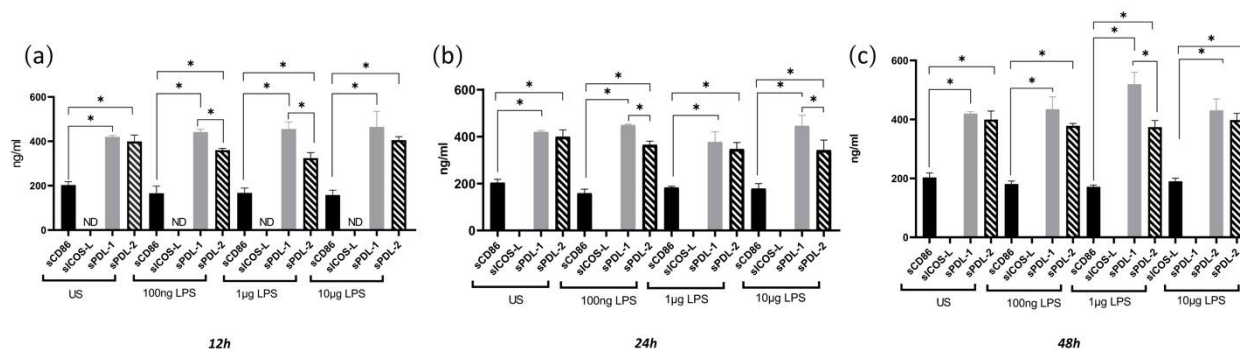 (a)
* * * *
* * * *
* *
ng/ml
600
400
200
0
ND ND ND ND
sCD86 sICOS-L sPDL-1 sPDL-2 sCD86 sICOS-L sPDL-1 sPDL-2 sCD86 sICOS-L sPDL-1 sPDL-2 sCD86 sICOS-L sPDL-1 sPDL-2
US 100ng LPS 1µg LPS 10µg LPS
12h
(b)
* * * *
* * * *
* *
ng/ml
600
400
200
0
sCD86 sICOS-L sPDL-1 sPDL-2 sCD86 sICOS-L sPDL-1 sPDL-2 sCD86 sICOS-L sPDL-1 sPDL-2 sCD86 sICOS-L sPDL-1 sPDL-2
US 100ng LPS 1µg LPS 10µg LPS
24h
(c)
* * * *
* * * *
*
ng/ml
600
400
200
0
sCD86 sICOS-L sPDL-1 sPDL-2 sCD86 sICOS-L sPDL-1 sPDL-2 sCD86 sICOS-L sPDL-1 sPDL-2 sCD86 sICOS-L sPDL-1 sPDL-2 sPDL-2
US 100ng LPS 1µg LPS 10µg LPS
48h